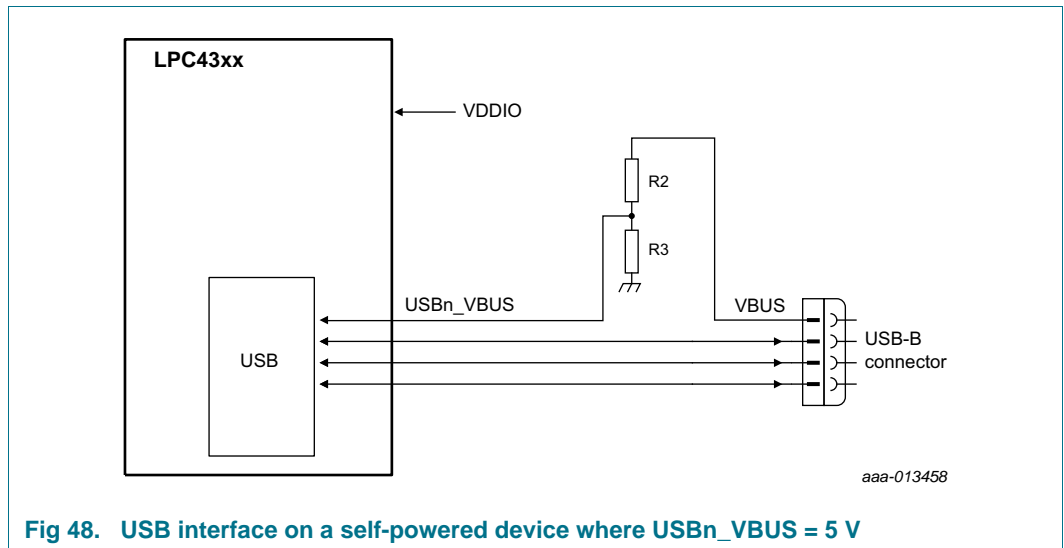 LPC43xx
VDDIO
R2
R3
USBn_VBUS
VBUS
USB
USB-B
connector
aaa-013458
Fig 48. USB interface on a self-powered device where USBn_VBUS = 5 V